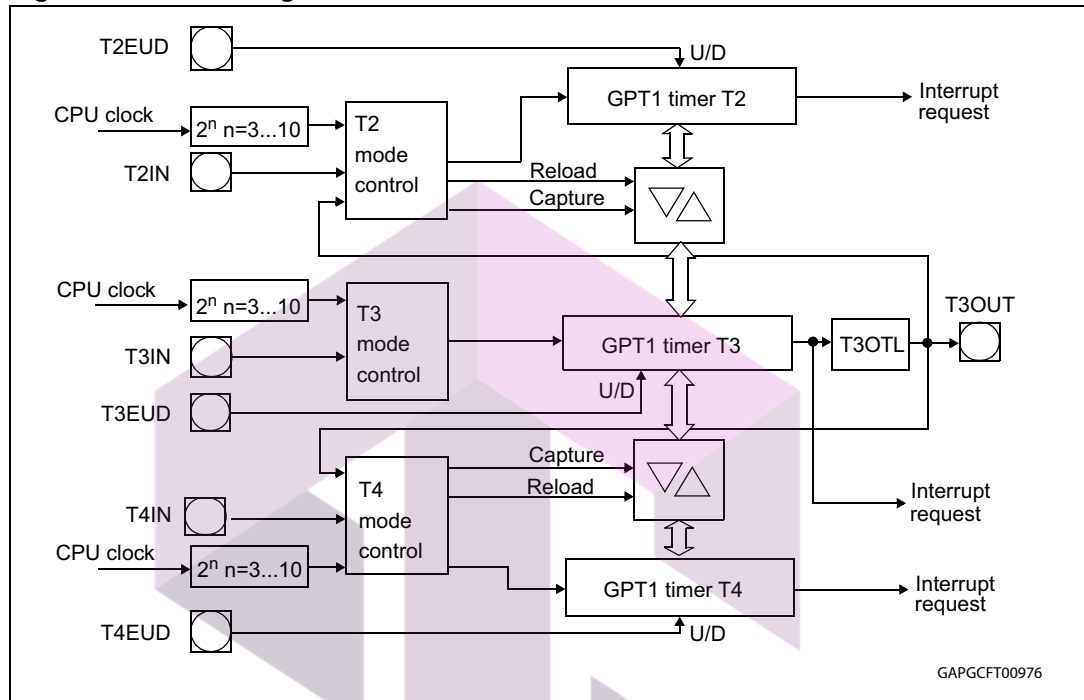 T2EUD
U/D
GPT1 timer T2
Interrupt
request
CPU clock
2ⁿ n=3...10
T2
mode
control
T2IN
Reload
Capture
CPU clock
2ⁿ n=3...10
T3
mode
control
T3OUT
T3IN
GPT1 timer T3
T3OTL
U/D
T3EUD
Capture
Reload
T4
mode
control
Interrupt
request
T4IN
CPU clock
2ⁿ n=3...10
GPT1 timer T4
Interrupt
request
T4EUD
U/D
GAPGCFT00976